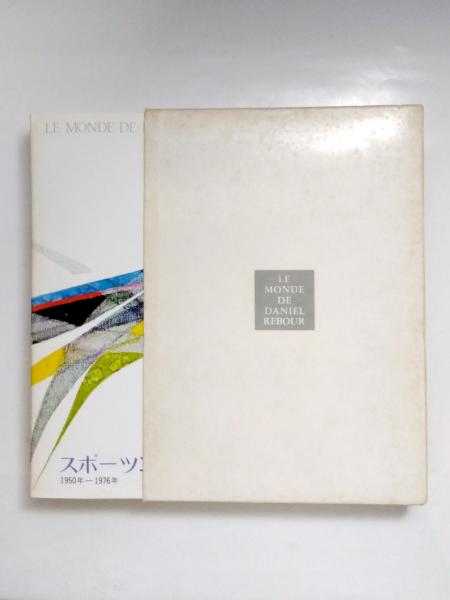 LE MONDE DE
スポーツ
1950年—1976年
LE
MONDE
DE
DANIEL
REBOUR